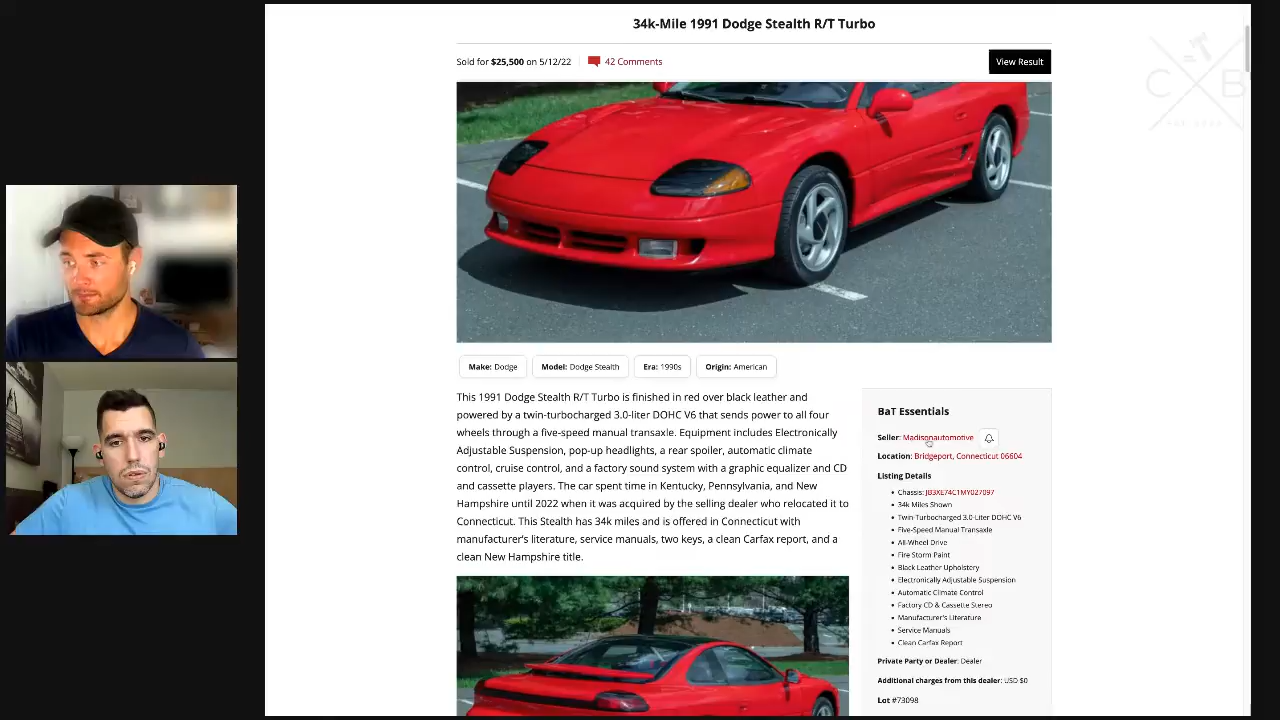 34k-Mile 1991 Dodge Stealth R/T Turbo
Sold for $25,500 on 5/12/22
42 Comments
View Result
C B
Make: Dodge
Model: Dodge Stealth
Era: 1990s
Origin: American
This 1991 Dodge Stealth R/T Turbo is finished in red over black leather and
powered by a twin-turbocharged 3.0-liter DOHC V6 that sends power to all four
wheels through a five-speed manual transaxle. Equipment includes Electronically
Adjustable Suspension, pop-up headlights, a rear spoiler, automatic climate
control, cruise control, and a factory sound system with a graphic equalizer and CD
and cassette players. The car spent time in Kentucky, Pennsylvania, and New
Hampshire until 2022 when it was acquired by the selling dealer who relocated it to
Connecticut. This Stealth has 34k miles and is offered in Connecticut with
manufacturer's literature, service manuals, two keys, a clean Carfax report, and a
clean New Hampshire title.
BaT Essentials
Seller: Madisonautomotive
Location: Bridgeport, Connecticut 06604
Listing Details
Chassis: JB3XE74C1MY027097
34k Miles Shown
Twin-Turbocharged 3.0-Liter DOHC V6
Five-Speed Manual Transaxle
All-Wheel Drive
Fire Storm Paint
Black Leather Upholstery
Electronically Adjustable Suspension
Automatic Climate Control
Factory CD & Cassette Stereo
Manufacturer's Literature
Service Manuals
Clean Carfax Report
Private Party or Dealer: Dealer
Additional charges from this dealer: USD $0
Lot #73098